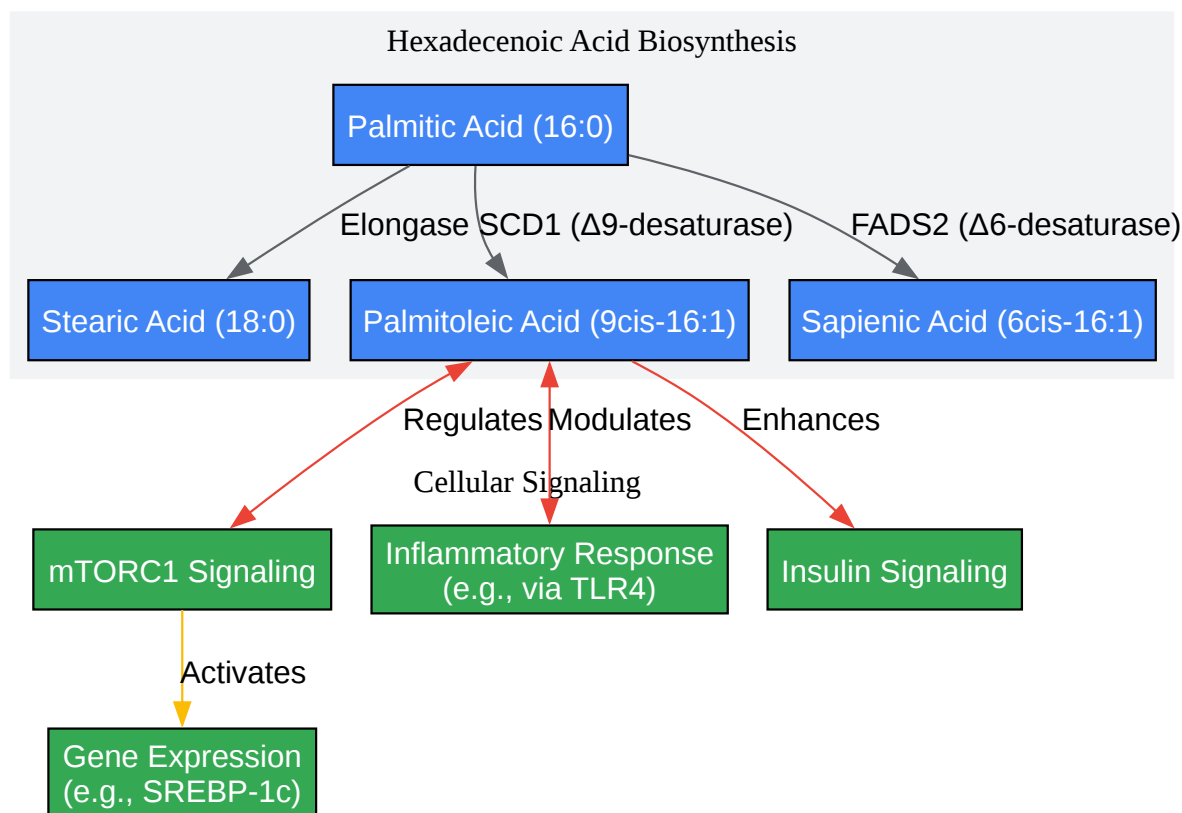 Hexadecenoic Acid Biosynthesis
Palmitic Acid (16:0)
Elongase
SCD1 (Δ9-desaturase)
FADS2 (Δ6-desaturase)
Stearic Acid (18:0)
Palmitoleic Acid (9cis-16:1)
Sapienic Acid (6cis-16:1)
Regulates
Modulates
Enhances
Cellular Signaling
mTORC1 Signaling
Inflammatory Response
(e.g., via TLR4)
Insulin Signaling
Activates
Gene Expression
(e.g., SREBP-1c)